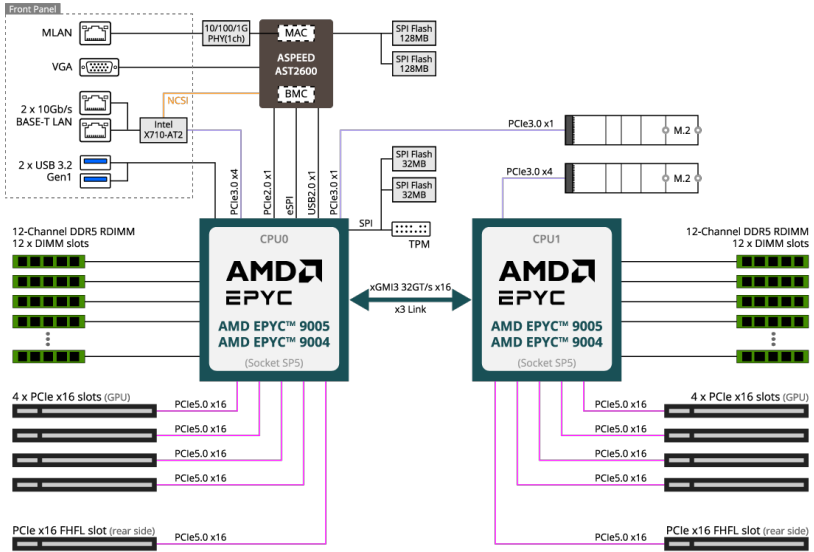 Front Panel
MLAN
10/100/1G
PHY(1ch)
MAC
SPI Flash
128MB
ASPEED
AST2600
VGA
SPI Flash
128MB
BMC
NCSI
2 x 10Gb/s
BASE-T LAN
Intel
X710-AT2
2 x USB 3.2
Gen1
PCIe3.0 x4
PCIe2.0 x1
eSPI
USB2.0 x1
PCIe3.0 x1
PCIe3.0 x1
M.2
PCIe3.0 x4
M.2
SPI Flash
32MB
SPI Flash
32MB
SPI
TPM
12-Channel DDR5 RDIMM
12 x DIMM slots
CPU0
AMD
EPYC
AMD EPYC™ 9005
AMD EPYC™ 9004
(Socket SP5)
xGMI3 32GT/s x16
x3 Link
CPU1
AMD
EPYC
AMD EPYC™ 9005
AMD EPYC™ 9004
(Socket SP5)
12-Channel DDR5 RDIMM
12 x DIMM slots
4 x PCIe x16 slots (GPU)
PCIe5.0 x16
PCIe5.0 x16
PCIe5.0 x16
PCIe5.0 x16
PCIe x16 FHFL slot (rear side)
PCIe5.0 x16
4 x PCIe x16 slots (GPU)
PCIe5.0 x16
PCIe5.0 x16
PCIe5.0 x16
PCIe5.0 x16
PCIe x16 FHFL slot (rear side)
PCIe5.0 x16